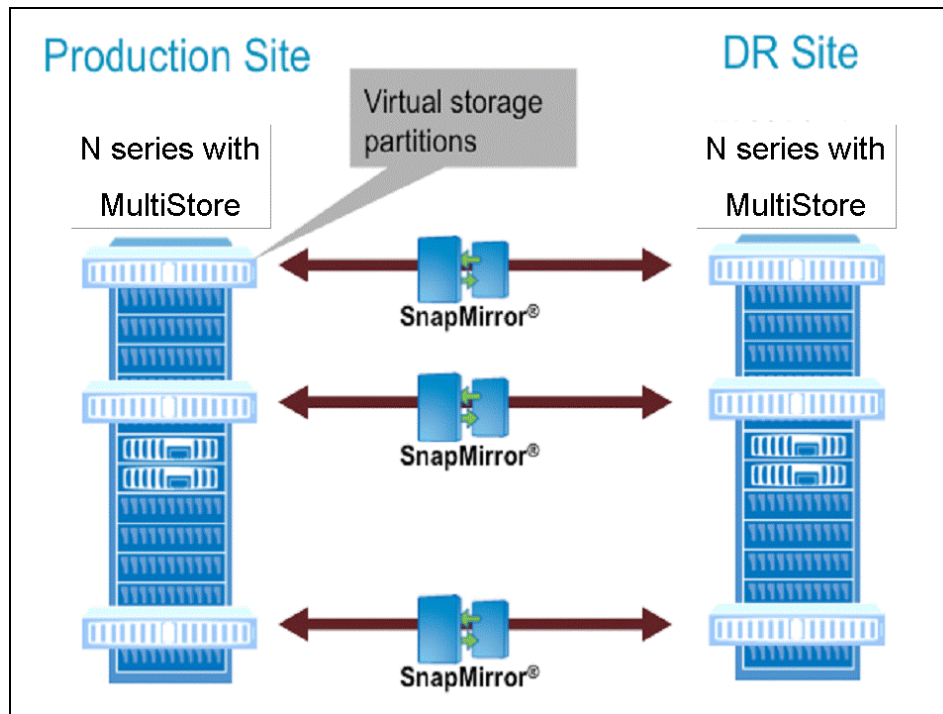 Production Site
DR Site
Virtual storage
partitions
N series with
MultiStore
N series with
MultiStore
SnapMirror®
SnapMirror®
SnapMirror®